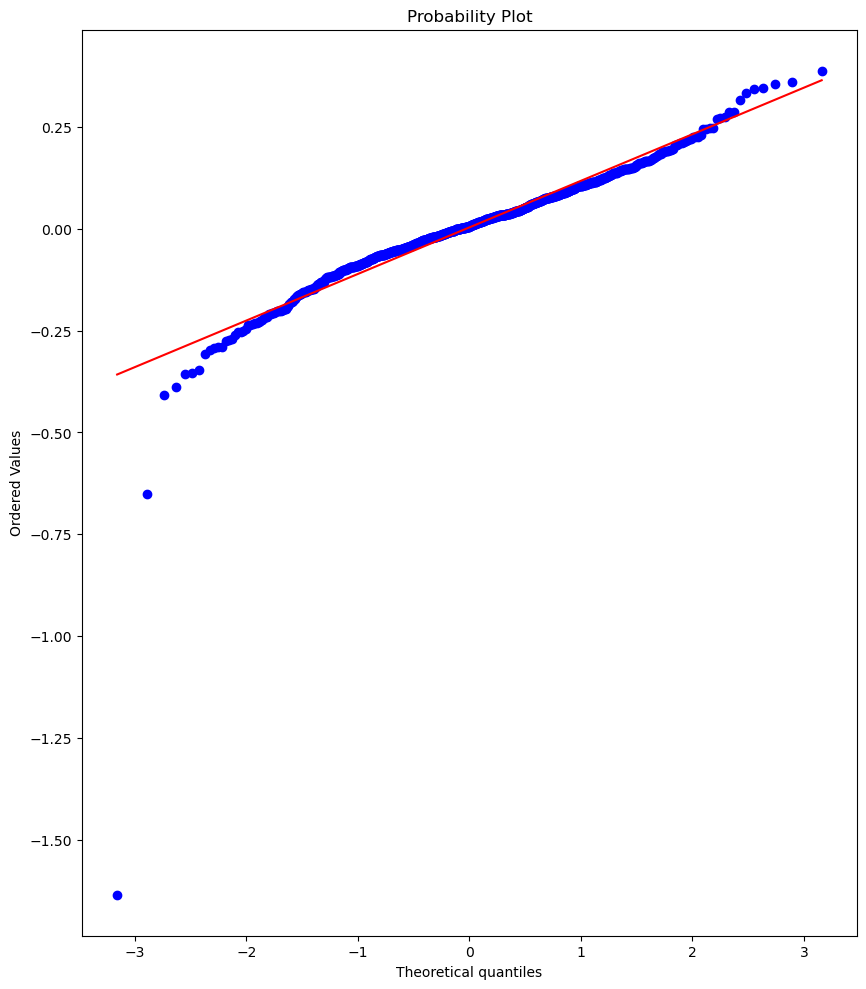 Probability Plot
Ordered Values
0.25
0.00
−0.25
−0.50
−0.75
−1.00
−1.25
−1.50
−3 −2 −1 0 1 2 3
Theoretical quantiles